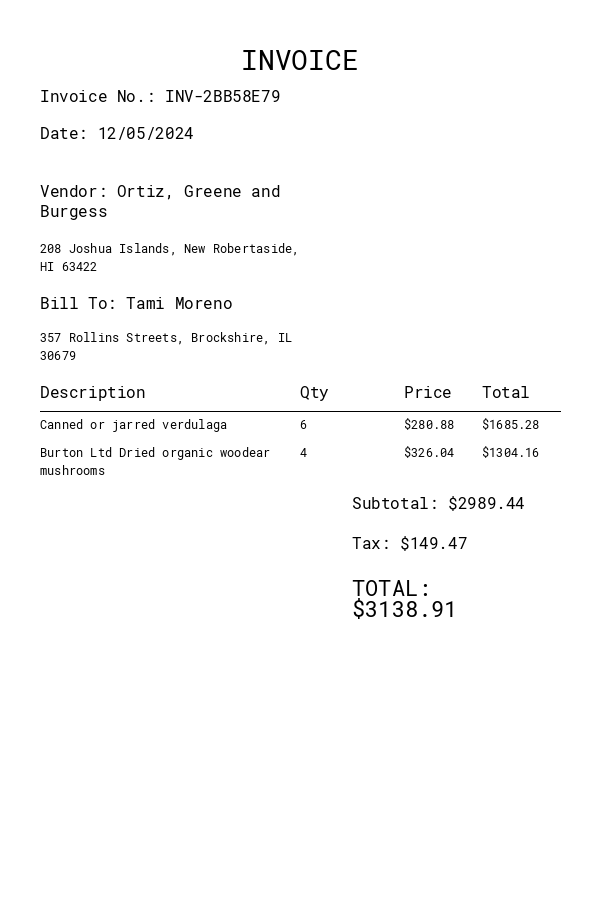 INVOICE
Invoice No.: INV-2BB58E79
Date: 12/05/2024
Vendor: Ortiz, Greene and
Burgess
208 Joshua Islands, New Robertaside,
HI 63422
Bill To: Tami Moreno
357 Rollins Streets, Brockshire, IL
30679
Description Qty Price Total
Canned or jarred verdulaga 6 $280.88 $1685.28
Burton Ltd Dried organic woodear 4 $326.04 $1304.16
mushrooms
Subtotal: $2989.44
Tax: $149.47
TOTAL:
$3138.91